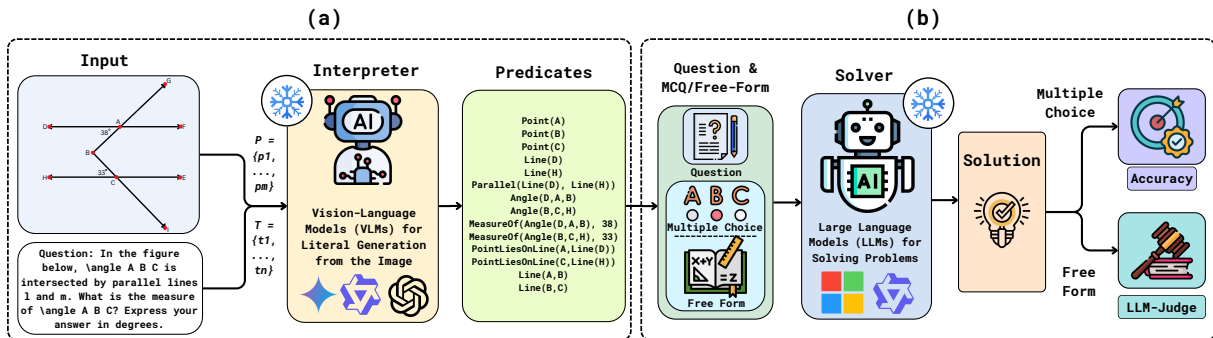 (a)
(b)
Input
G
D
A
F
38°
B
33°
H
C
E
Question: In the figure
below, \angle A B C is
intersected by parallel lines
l and m. What is the measure
of \angle A B C? Express your
answer in degrees.
P =
{p1,
...,
pm}
T =
{t1,
...,
tn}
Interpreter
AI
Vision-Language
Models (VLMs) for
Literal Generation
from the Image
Predicates
Point(A)
Point(B)
Point(C)
Line(D)
Line(H)
Parallel(Line(D), Line(H))
Angle(D,A,B)
Angle(B,C,H)
MeasureOf(Angle(D,A,B), 38)
MeasureOf(Angle(B,C,H), 33)
PointLiesOnLine(A,Line(D))
PointLiesOnLine(C,Line(H))
Line(A,B)
Line(B,C)
Question &
MCQ/Free-Form
?
Question
A B C
Multiple Choice
X+Y
=Z
Free Form
Solver
AI
Large Language
Models (LLMs) for
Solving Problems
Solution
Multiple
Choice
Accuracy
Free
Form
LLM-Judge